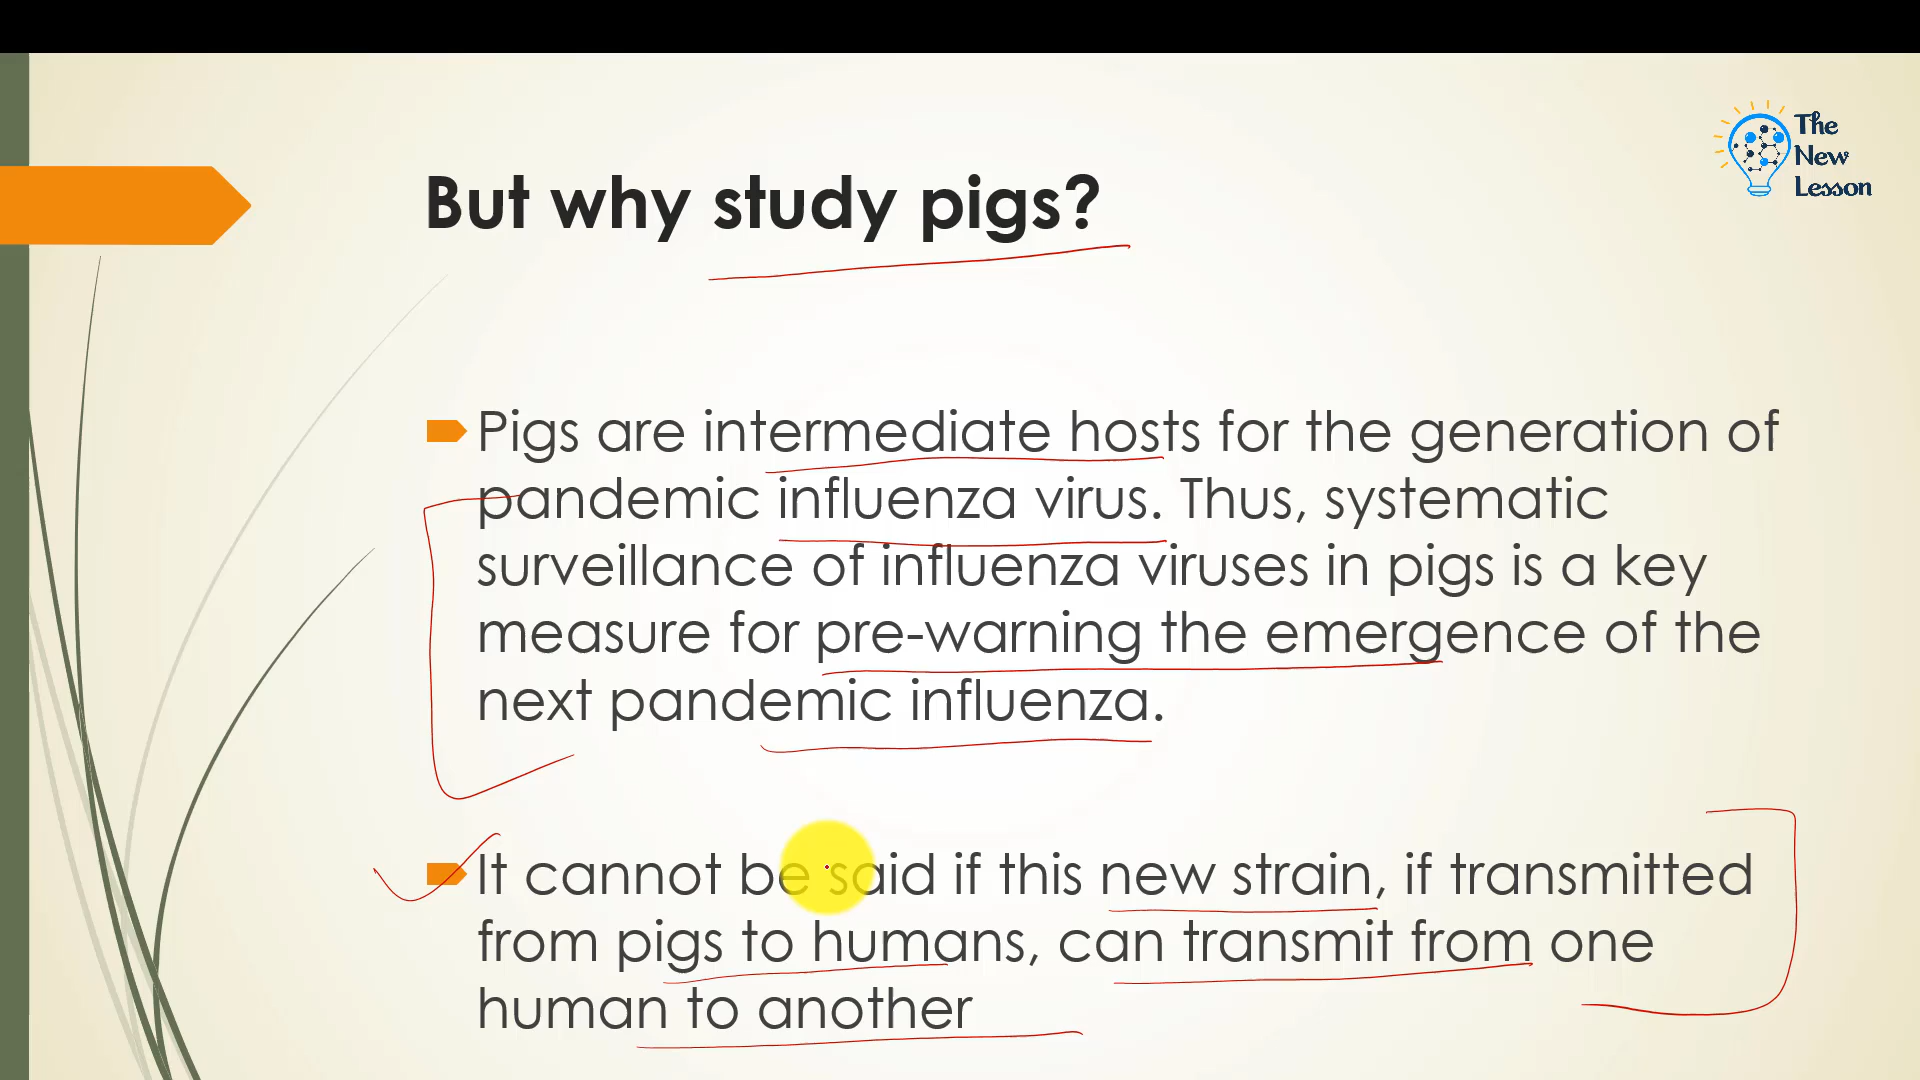 The
New
Lesson
But why study pigs?
Pigs are intermediate hosts for the generation of
pandemic influenza virus. Thus, systematic
surveillance of influenza viruses in pigs is a key
measure for pre-warning the emergence of the
next pandemic influenza.
It cannot be said if this new strain, if transmitted
from pigs to humans, can transmit from one
human to another